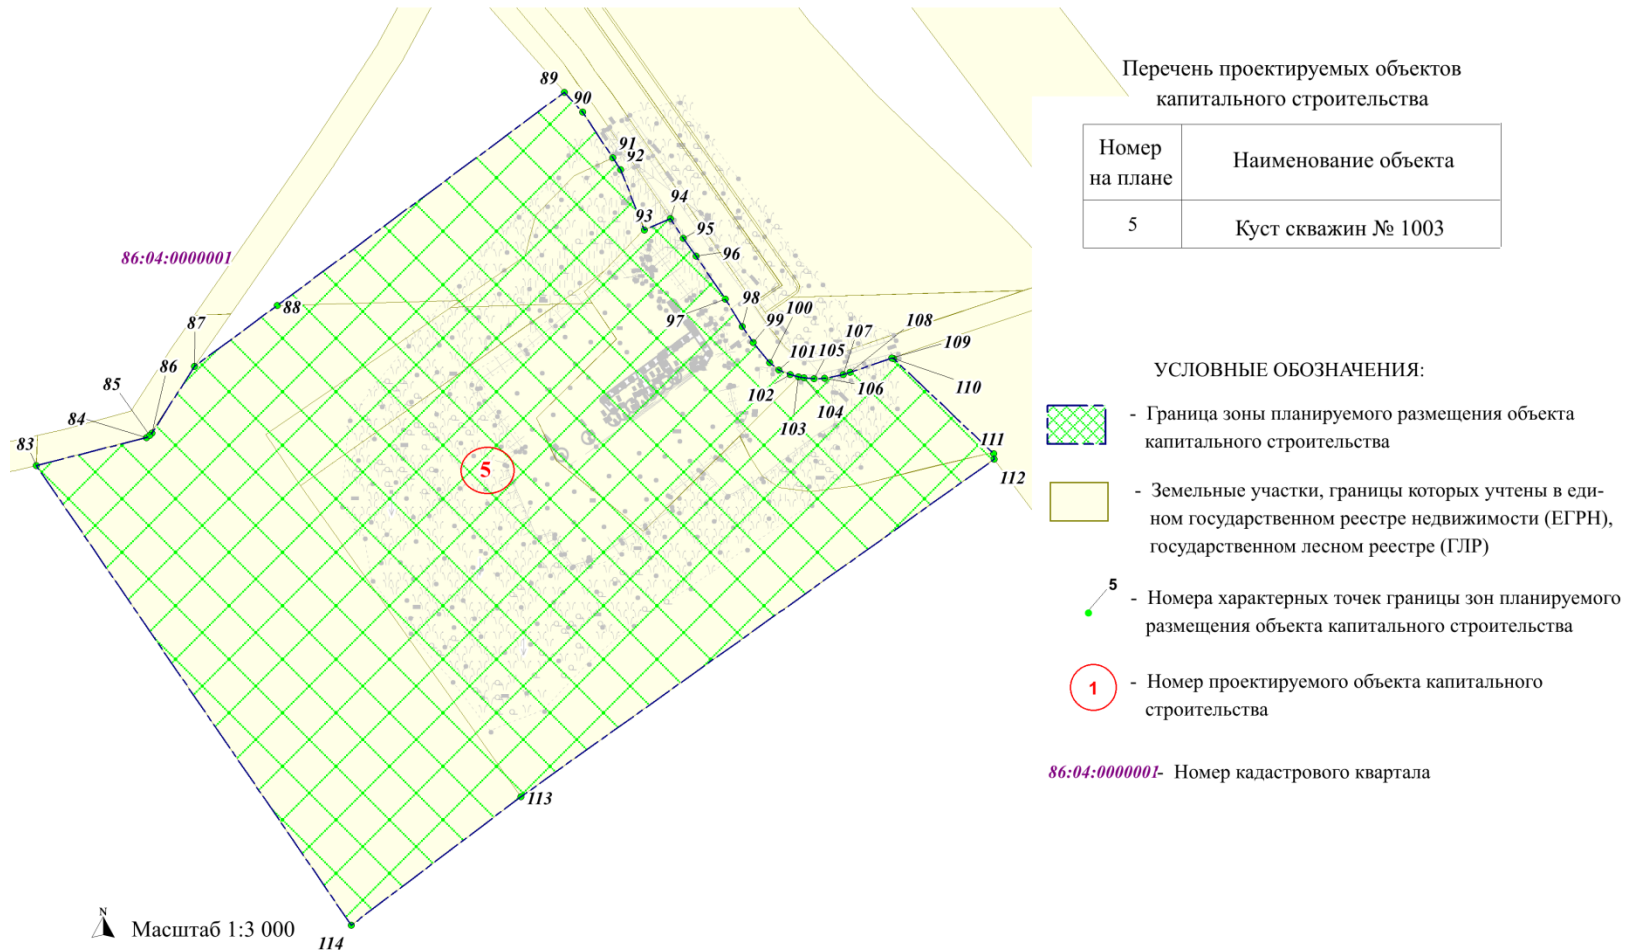 Перечень проектируемых объектов
капитального строительства
Номер
на плане
Наименование объекта
5
Куст скважин № 1003
УСЛОВНЫЕ ОБОЗНАЧЕНИЯ:
- Граница зоны планируемого размещения объекта
капитального строительства
- Земельные участки, границы которых учтены в еди-
ном государственном реестре недвижимости (ЕГРН),
государственном лесном реестре (ГЛР)
5
- Номера характерных точек границы зон планируемого
размещения объекта капитального строительства
1
- Номер проектируемого объекта капитального
строительства
86:04:0000001- Номер кадастрового квартала
89
90
91
92
93
94
95
96
86:04:0000001
88
87
97
98
99
100
108
107
109
101
105
110
86
85
84
83
102
103
104
106
111
112
5
113
114
N
Масштаб 1:3 000